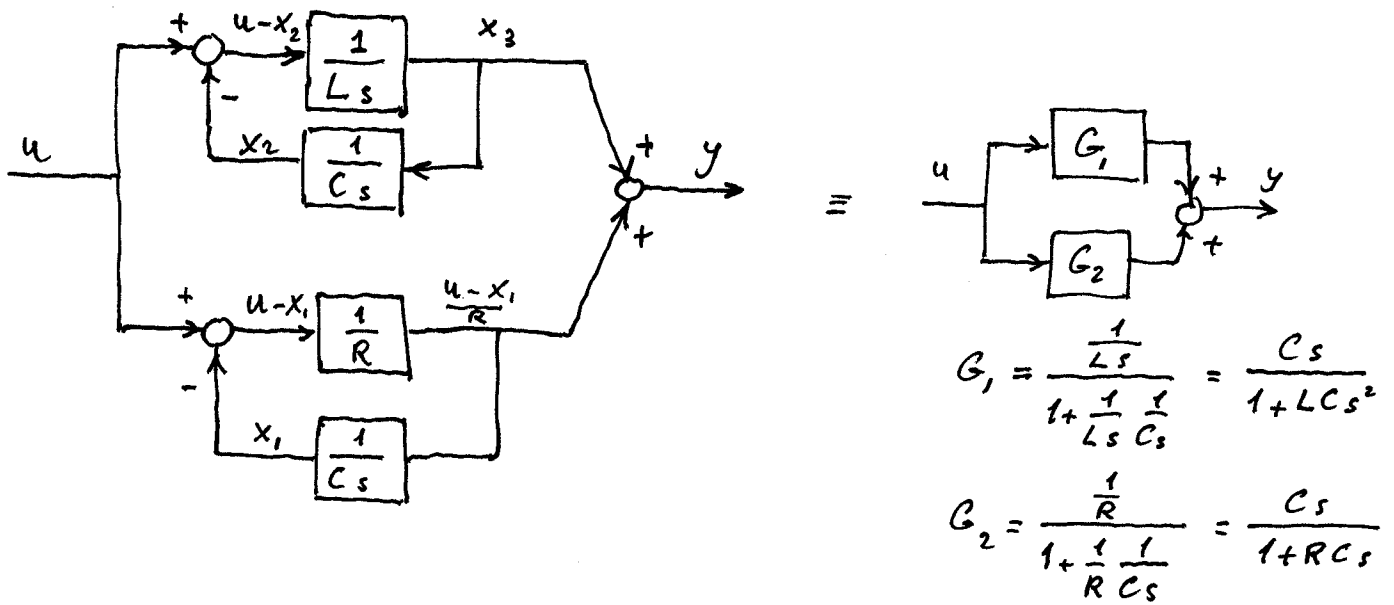 + u-x₂ 1/(Ls) x₃
-
x₂ 1/(Cs)
u
+ y
+
+ u-x₁ 1/R (u-x₁)/R
-
x₁ 1/(Cs)
≡
u G₁ + y
G₂ +
G₁ = (1/(Ls))/(1+1/(Ls) 1/(Cs)) = Cs/(1+LCs²)
G₂ = (1/R)/(1+1/R 1/(Cs)) = Cs/(1+RCs)